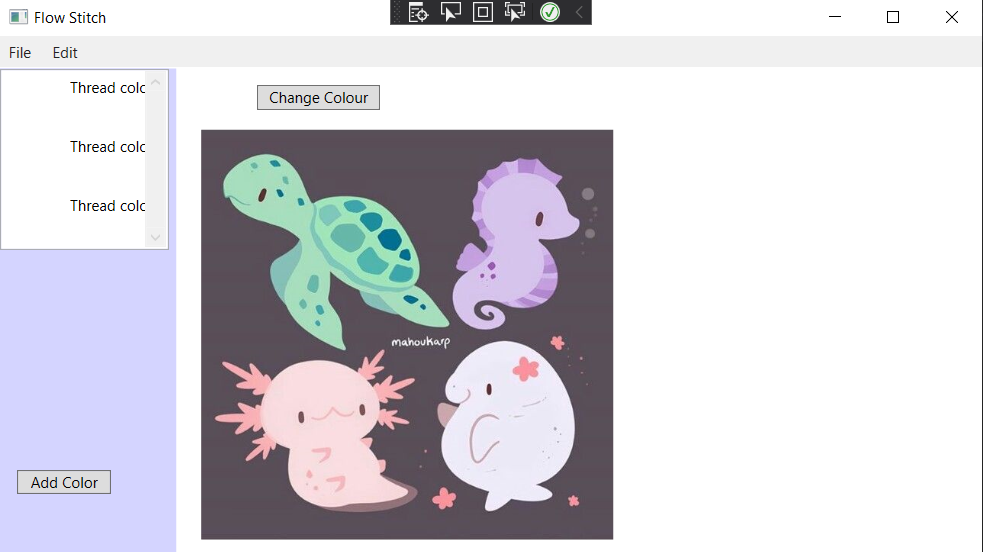 Flow Stitch
File Edit
Thread colo
Thread colo
Thread colo
Change Colour
mahoukarp
Add Color